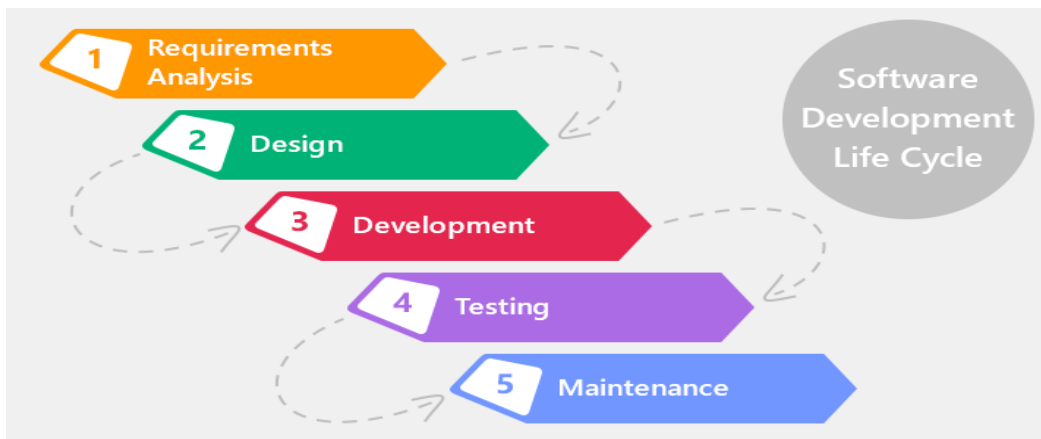 1
Requirements
Analysis
2
Design
3
Development
4
Testing
5
Maintenance
Software
Development
Life Cycle